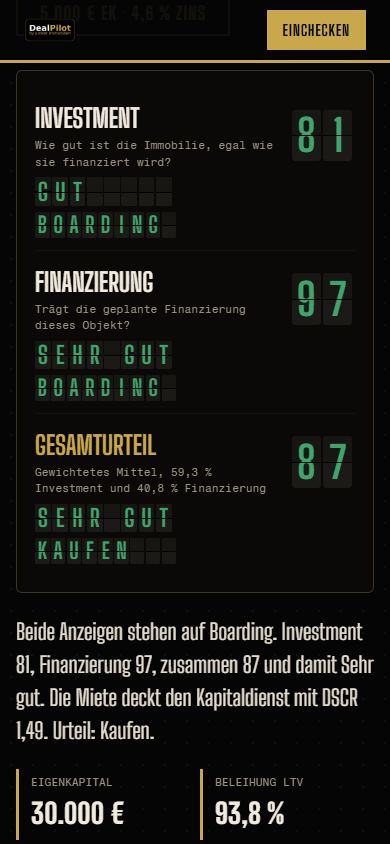 5.000 € EK · 4,6 % ZINS
DealPilot
EINCHECKEN
INVESTMENT
81
Wie gut ist die Immobilie, egal wie
sie finanziert wird?
GUT
BOARDING
FINANZIERUNG
97
Trägt die geplante Finanzierung
dieses Objekt?
SEHR GUT
BOARDING
GESAMTURTEIL
87
Gewichtetes Mittel, 59,3 %
Investment und 40,8 % Finanzierung
SEHR GUT
KAUFEN
Beide Anzeigen stehen auf Boarding. Investment
81, Finanzierung 97, zusammen 87 und damit Sehr
gut. Die Miete deckt den Kapitaldienst mit DSCR
1,49. Urteil: Kaufen.
EIGENKAPITAL
30.000 €
BELEIHUNG LTV
93,8 %